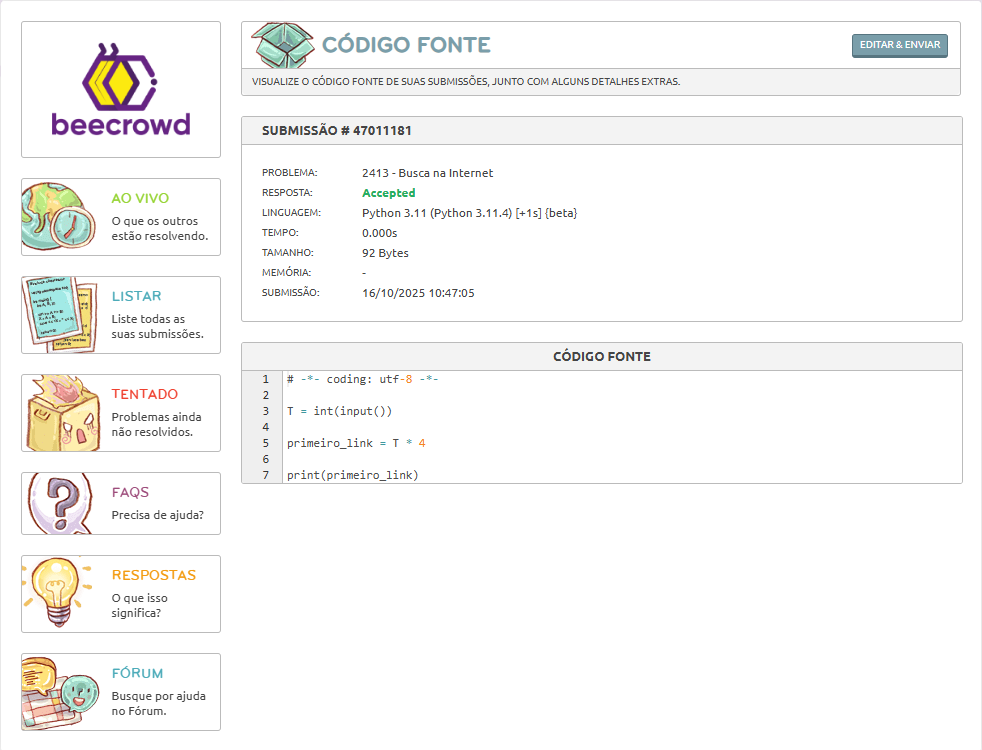 beecrowd
AO VIVO
O que os outros
estão resolvendo.
LISTAR
Liste todas as
suas submissões.
TENTADO
Problemas ainda
não resolvidos.
FAQS
Precisa de ajuda?
RESPOSTAS
O que isso
significa?
FÓRUM
Busque por ajuda
no Fórum.
CÓDIGO FONTE
EDITAR & ENVIAR
VISUALIZE O CÓDIGO FONTE DE SUAS SUBMISSÕES, JUNTO COM ALGUNS DETALHES EXTRAS.
SUBMISSÃO # 47011181
PROBLEMA: 2413 - Busca na Internet
RESPOSTA: Accepted
LINGUAGEM: Python 3.11 (Python 3.11.4) [+1s] {beta}
TEMPO: 0.000s
TAMANHO: 92 Bytes
MEMÓRIA: -
SUBMISSÃO: 16/10/2025 10:47:05
CÓDIGO FONTE
1 # -*- coding: utf-8 -*-
2
3 T = int(input())
4
5 primeiro_link = T * 4
6
7 print(primeiro_link)